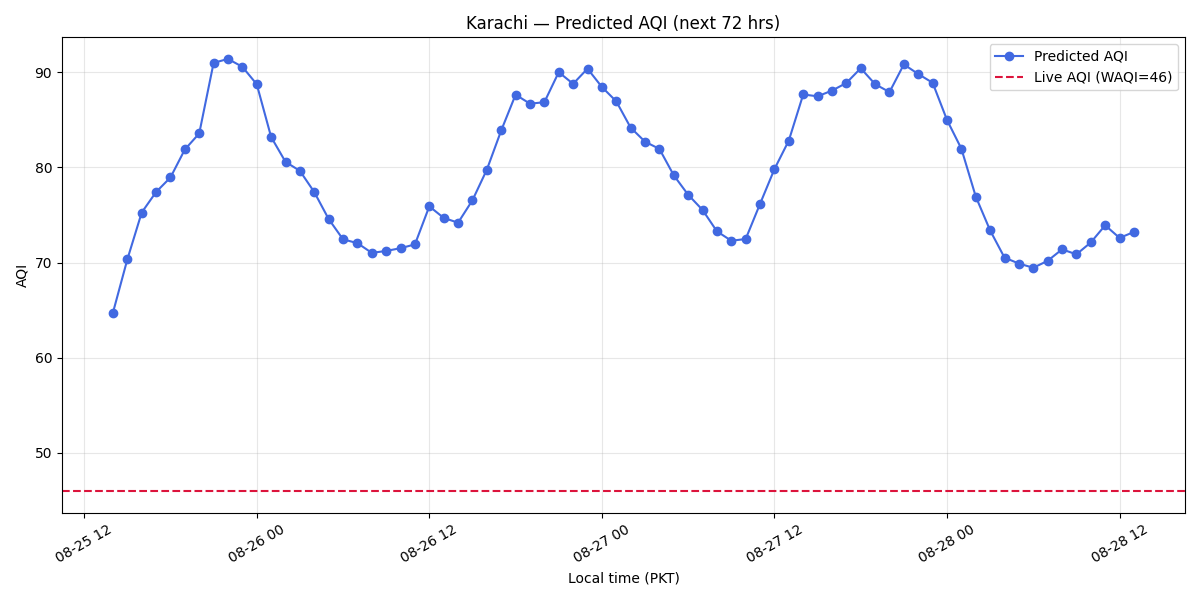 Karachi — Predicted AQI (next 72 hrs)
Predicted AQI
Live AQI (WAQI=46)
90
80
70
60
50
AQI
08-25 12
08-26 00
08-26 12
08-27 00
08-27 12
08-28 00
08-28 12
Local time (PKT)